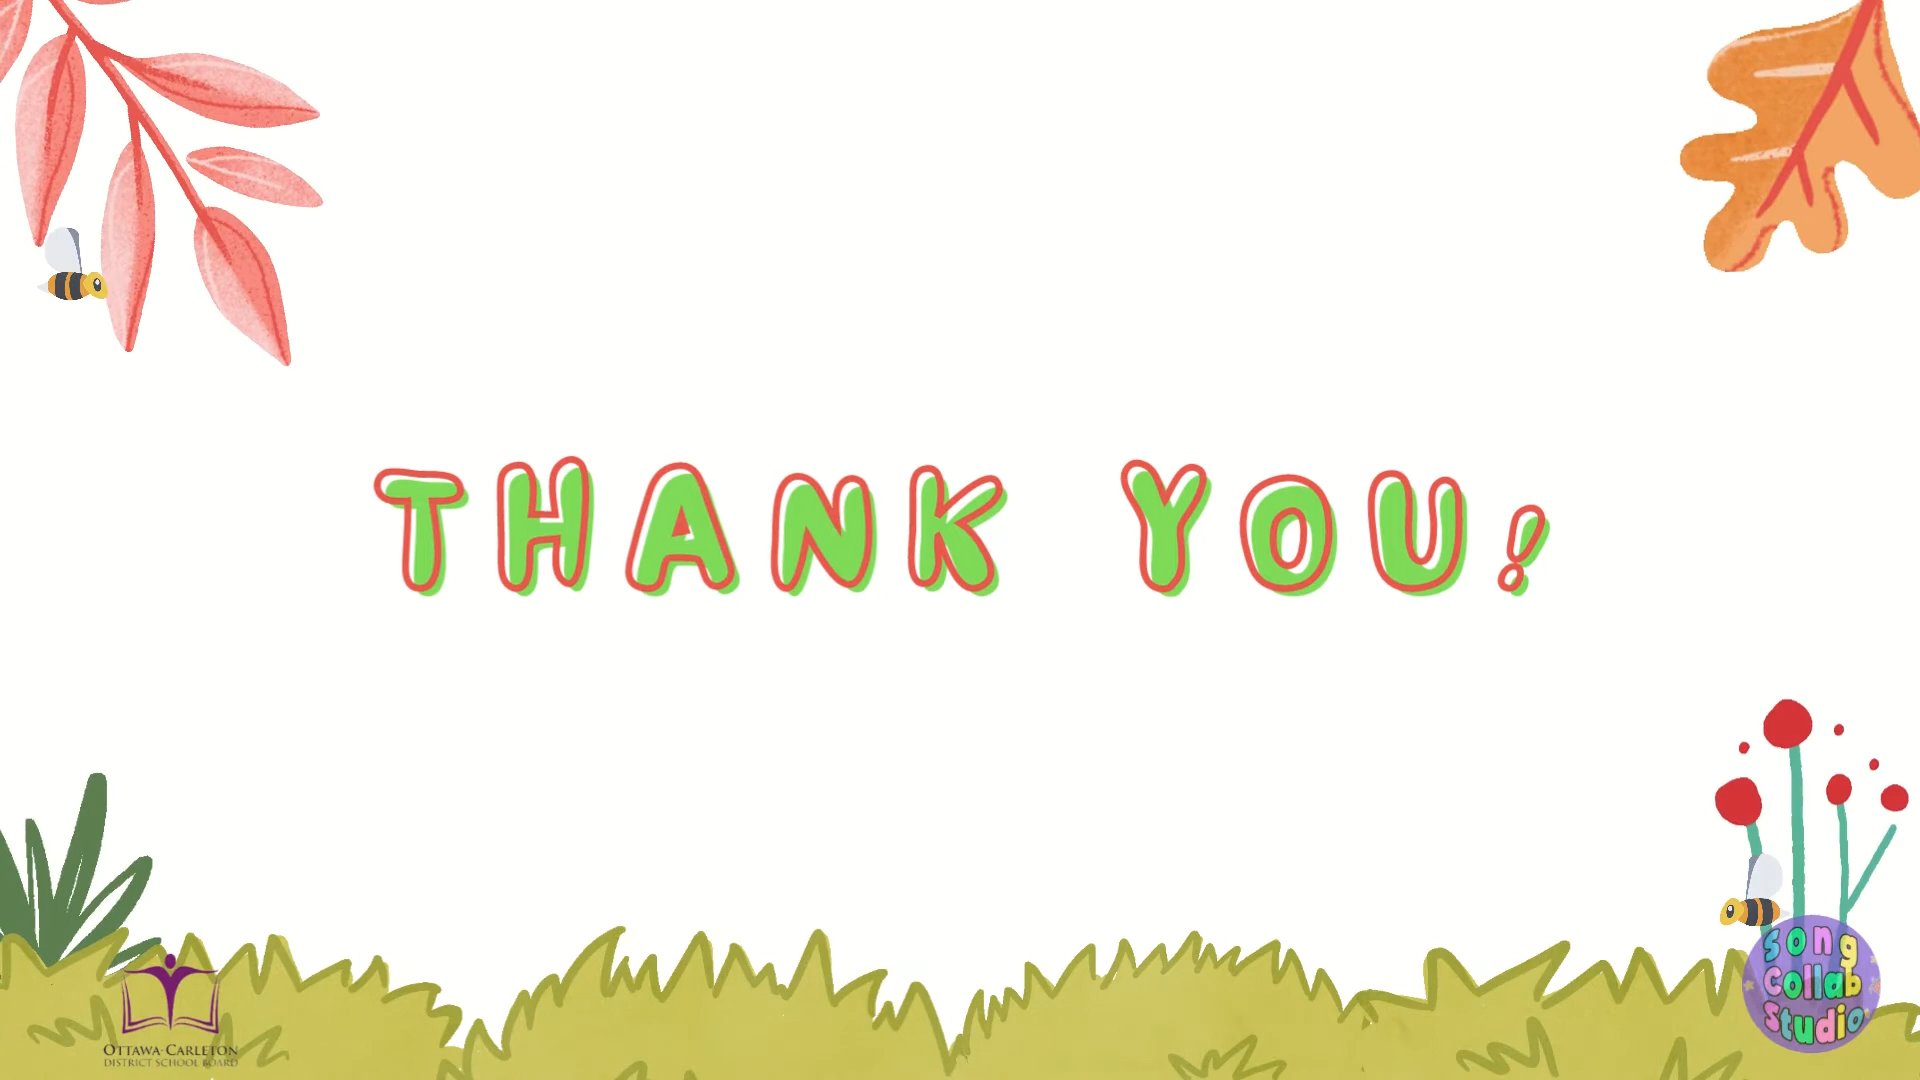 THANK YOU!
Song
Collab
Studio
OTTAWA-CARLETON
DISTRICT SCHOOL BOARD